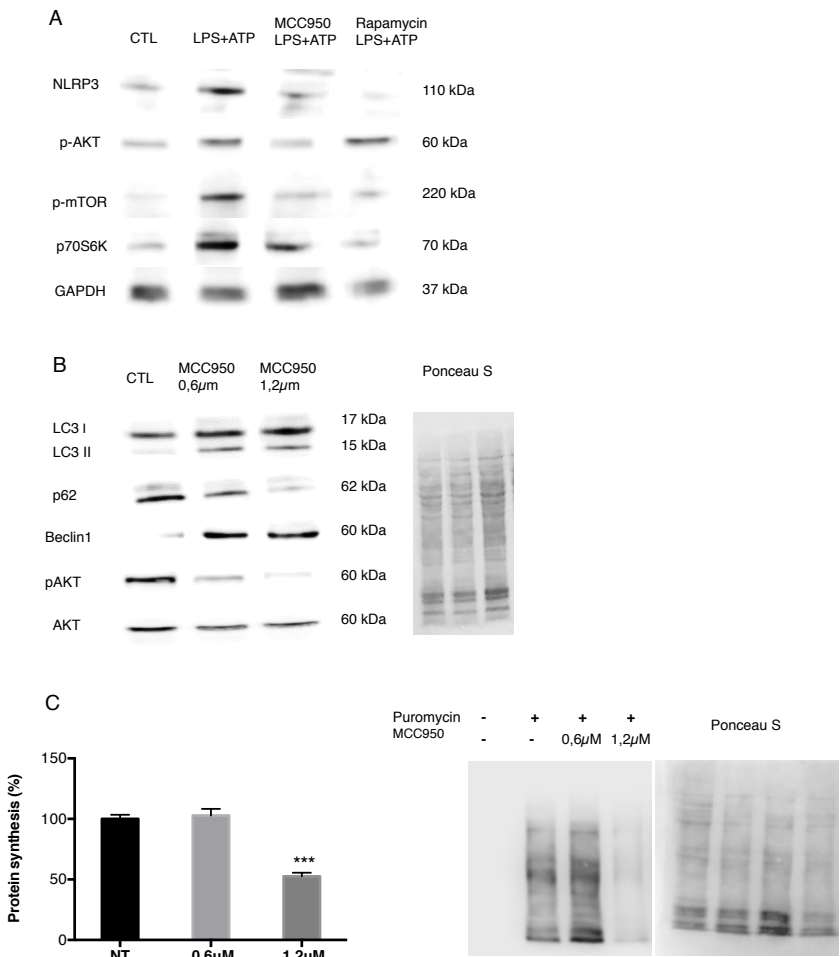 A
CTL LPS+ATP MCC950 LPS+ATP Rapamycin LPS+ATP
NLRP3 110 kDa
p-AKT 60 kDa
p-mTOR 220 kDa
p70S6K 70 kDa
GAPDH 37 kDa
B
CTL MCC950 0,6µm MCC950 1,2µm Ponceau S
LC3 I 17 kDa
LC3 II 15 kDa
p62 62 kDa
Beclin1 60 kDa
pAKT 60 kDa
AKT 60 kDa
C
Protein synthesis (%)
150
100
50
0
***
NT 0,6µM 1,2µM
Puromycin - + + +
MCC950 - - 0,6µM 1,2µM
Ponceau S